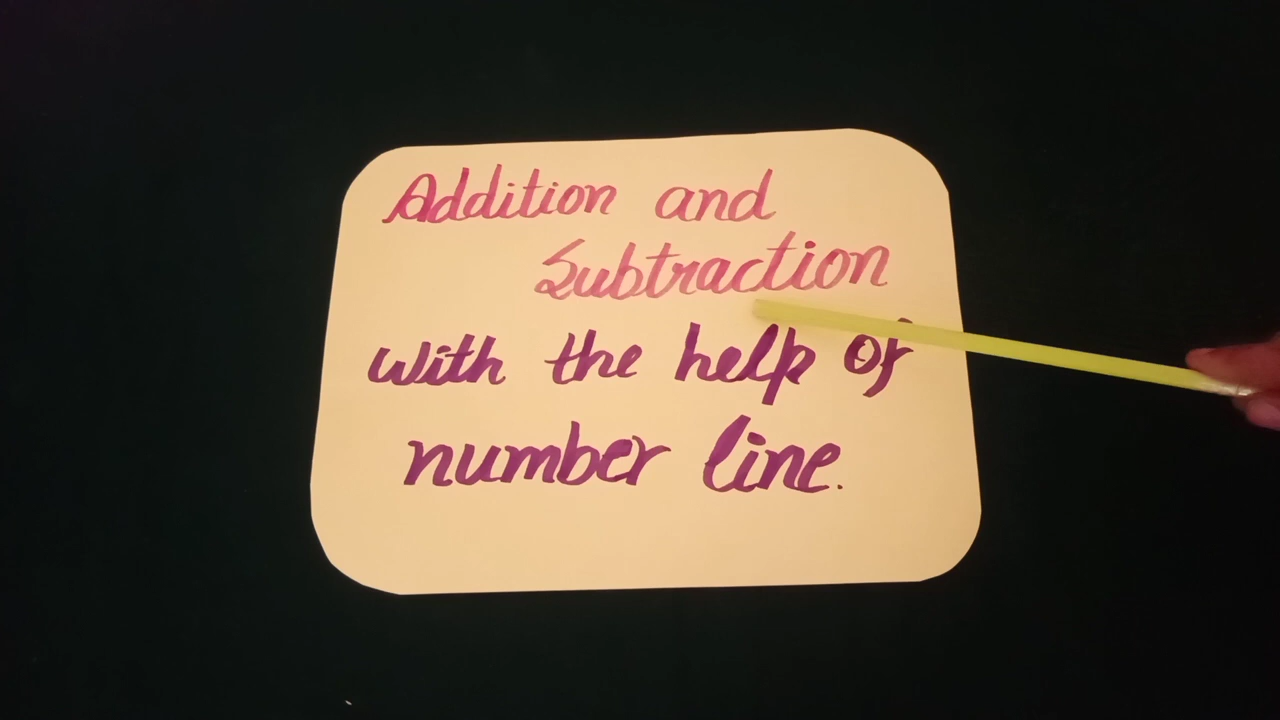 Addition and
Subtraction
with the help of
number line.